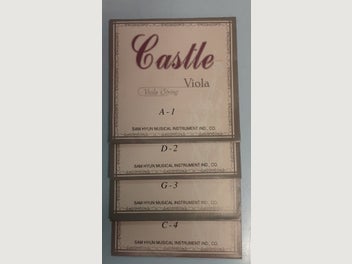 Castle
Viola
Viola String
A-1
SAM HYUN MUSICAL INSTRUMENT IND., CO.
D-2
SAM HYUN MUSICAL INSTRUMENT IND., CO.
G-3
SAM HYUN MUSICAL INSTRUMENT IND., CO.
C-4
SAM HYUN MUSICAL INSTRUMENT IND., CO.